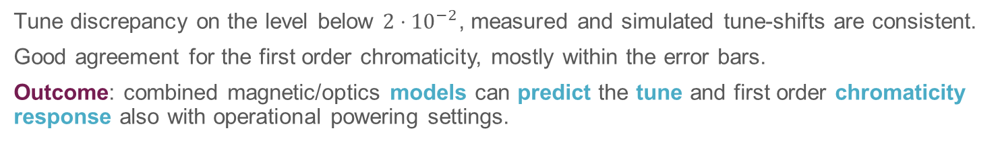 Tune discrepancy on the level below 2 · 10⁻², measured and simulated tune-shifts are consistent.
Good agreement for the first order chromaticity, mostly within the error bars.
Outcome: combined magnetic/optics models can predict the tune and first order chromaticity
response also with operational powering settings.